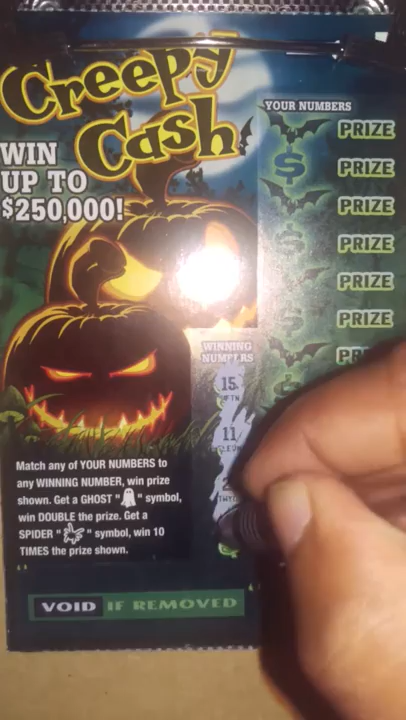 Creepy
Cash
WIN
UP TO
$250,000!
YOUR NUMBERS
PRIZE
PRIZE
PRIZE
PRIZE
PRIZE
PRIZE
WINNING
NUMBERS
15
11
Match any of YOUR NUMBERS to
any WINNING NUMBER, win prize
shown. Get a GHOST " " symbol,
win DOUBLE the prize. Get a
SPIDER " " symbol, win 10
TIMES the prize shown.
VOID IF REMOVED